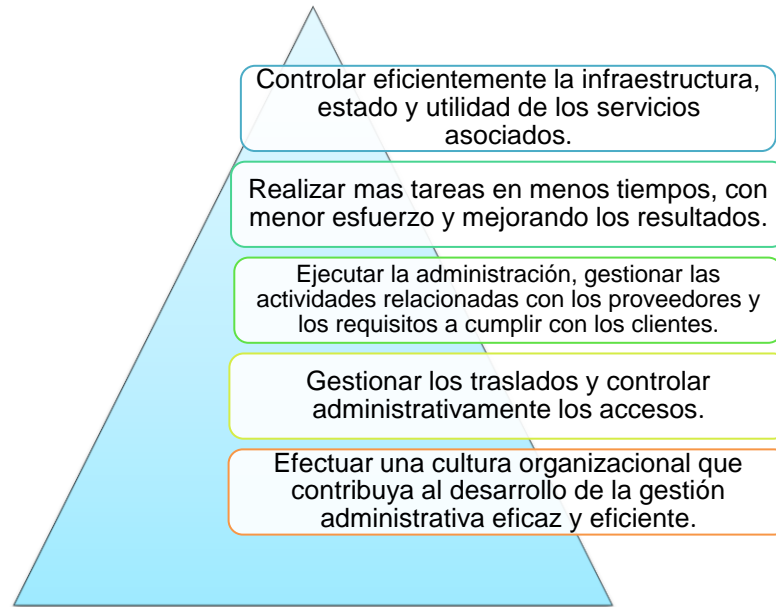 Controlar eficientemente la infraestructura,
estado y utilidad de los servicios
asociados.
Realizar mas tareas en menos tiempos, con
menor esfuerzo y mejorando los resultados.
Ejecutar la administración, gestionar las
actividades relacionadas con los proveedores y
los requisitos a cumplir con los clientes.
Gestionar los traslados y controlar
administrativamente los accesos.
Efectuar una cultura organizacional que
contribuya al desarrollo de la gestión
administrativa eficaz y eficiente.